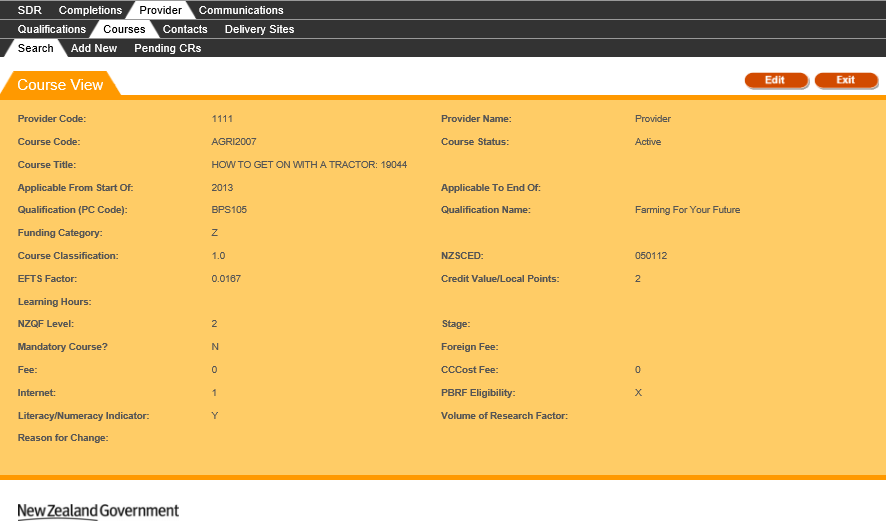 SDR Completions Provider Communications
Qualifications Courses Contacts Delivery Sites
Search Add New Pending CRs
Course View Edit Exit
Provider Code: 1111 Provider Name: Provider
Course Code: AGRI2007 Course Status: Active
Course Title: HOW TO GET ON WITH A TRACTOR: 19044
Applicable From Start Of: 2013 Applicable To End Of:
Qualification (PC Code): BPS105 Qualification Name: Farming For Your Future
Funding Category: Z
Course Classification: 1.0 NZSCED: 050112
EFTS Factor: 0.0167 Credit Value/Local Points: 2
Learning Hours:
NZQF Level: 2 Stage:
Mandatory Course? N Foreign Fee:
Fee: 0 CCCost Fee: 0
Internet: 1 PBRF Eligibility: X
Literacy/Numeracy Indicator: Y Volume of Research Factor:
Reason for Change:
New Zealand Government